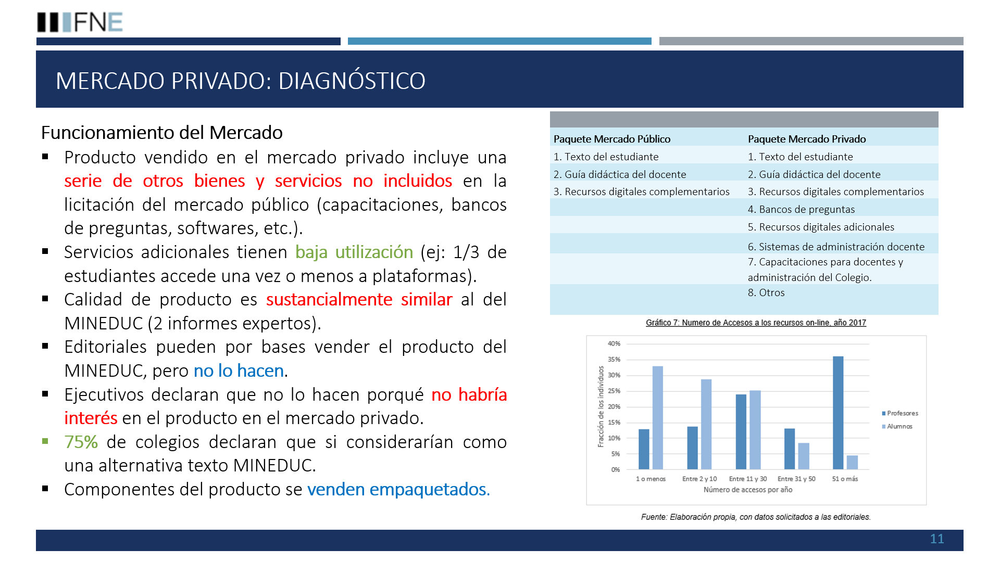 FNE
MERCADO PRIVADO: DIAGNÓSTICO
Funcionamiento del Mercado
Producto vendido en el mercado privado incluye una
serie de otros bienes y servicios no incluidos en la
licitación del mercado público (capacitaciones, bancos
de preguntas, softwares, etc.).
Servicios adicionales tienen baja utilización (ej: 1/3 de
estudiantes accede una vez o menos a plataformas).
Calidad de producto es sustancialmente similar al del
MINEDUC (2 informes expertos).
Editoriales pueden por bases vender el producto del
MINEDUC, pero no lo hacen.
Ejecutivos declaran que no lo hacen porqué no habría
interés en el producto en el mercado privado.
75% de colegios declaran que si considerarían como
una alternativa texto MINEDUC.
Componentes del producto se venden empaquetados.
Paquete Mercado Público Paquete Mercado Privado
1. Texto del estudiante 1. Texto del estudiante
2. Guía didáctica del docente 2. Guía didáctica del docente
3. Recursos digitales complementarios 3. Recursos digitales complementarios
4. Bancos de preguntas
5. Recursos digitales adicionales
6. Sistemas de administración docente
7. Capacitaciones para docentes y
administración del Colegio.
8. Otros
Gráfico 7: Numero de Accesos a los recursos on-line, año 2017
Fracción de los individuos
40%
35%
30%
25%
20%
15%
10%
5%
0%
1 o menos Entre 2 y 10 Entre 11 y 30 Entre 31 y 50 51 o más
Número de accesos por año
Profesores
Alumnos
Fuente: Elaboración propia, con datos solicitados a las editoriales.
11